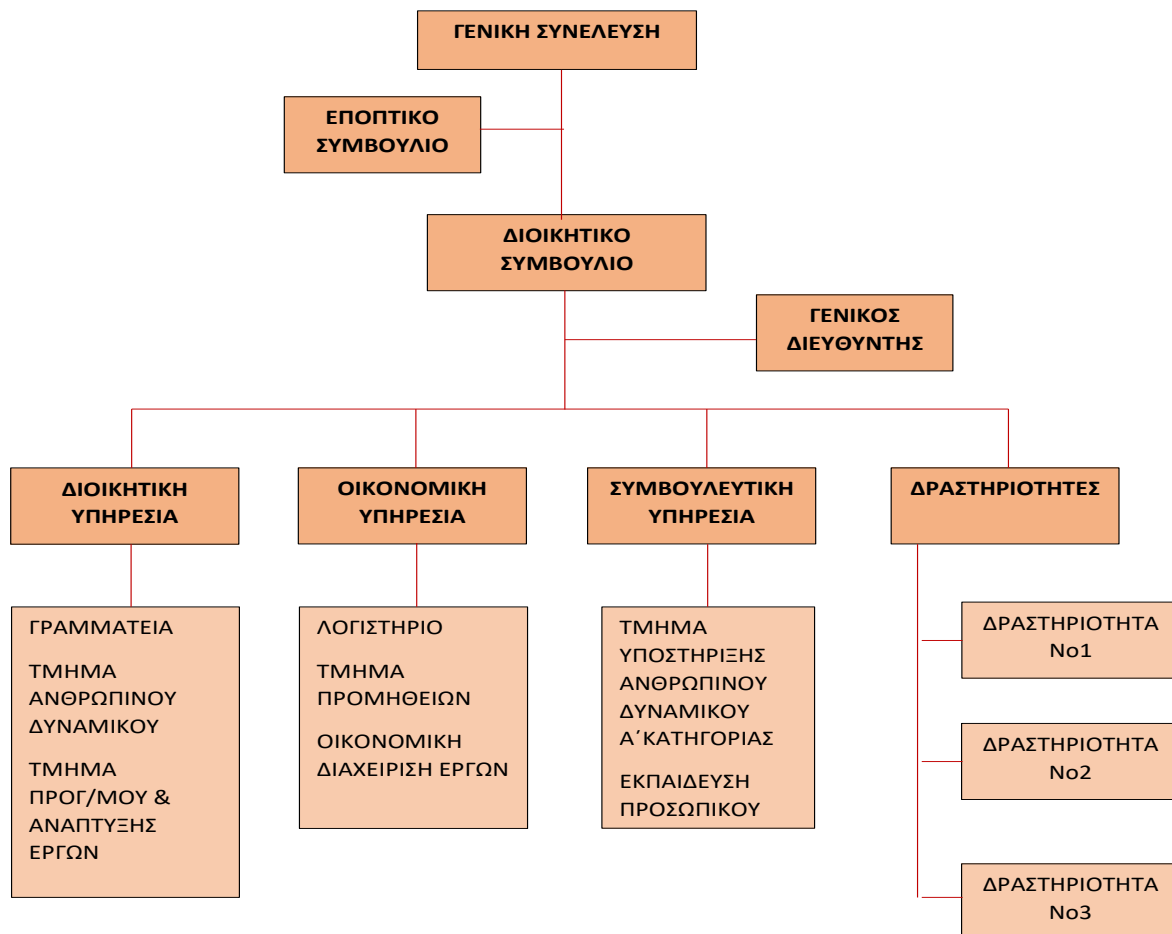 ΓΕΝΙΚΗ ΣΥΝΕΛΕΥΣΗ
ΕΠΟΠΤΙΚΟ
ΣΥΜΒΟΥΛΙΟ
ΔΙΟΙΚΗΤΙΚΟ
ΣΥΜΒΟΥΛΙΟ
ΓΕΝΙΚΟΣ
ΔΙΕΥΘΥΝΤΗΣ
ΔΙΟΙΚΗΤΙΚΗ
ΥΠΗΡΕΣΙΑ
ΟΙΚΟΝΟΜΙΚΗ
ΥΠΗΡΕΣΙΑ
ΣΥΜΒΟΥΛΕΥΤΙΚΗ
ΥΠΗΡΕΣΙΑ
ΔΡΑΣΤΗΡΙΟΤΗΤΕΣ
ΓΡΑΜΜΑΤΕΙΑ
ΤΜΗΜΑ
ΑΝΘΡΩΠΙΝΟΥ
ΔΥΝΑΜΙΚΟΥ
ΤΜΗΜΑ
ΠΡΟΓ/ΜΟΥ &
ΑΝΑΠΤΥΞΗΣ
ΕΡΓΩΝ
ΛΟΓΙΣΤΗΡΙΟ
ΤΜΗΜΑ
ΠΡΟΜΗΘΕΙΩΝ
ΟΙΚΟΝΟΜΙΚΗ
ΔΙΑΧΕΙΡΙΣΗ ΕΡΓΩΝ
ΤΜΗΜΑ
ΥΠΟΣΤΗΡΙΞΗΣ
ΑΝΘΡΩΠΙΝΟΥ
ΔΥΝΑΜΙΚΟΥ
Α΄ΚΑΤΗΓΟΡΙΑΣ
ΕΚΠΑΙΔΕΥΣΗ
ΠΡΟΣΩΠΙΚΟΥ
ΔΡΑΣΤΗΡΙΟΤΗΤΑ
Νο1
ΔΡΑΣΤΗΡΙΟΤΗΤΑ
Νο2
ΔΡΑΣΤΗΡΙΟΤΗΤΑ
Νο3